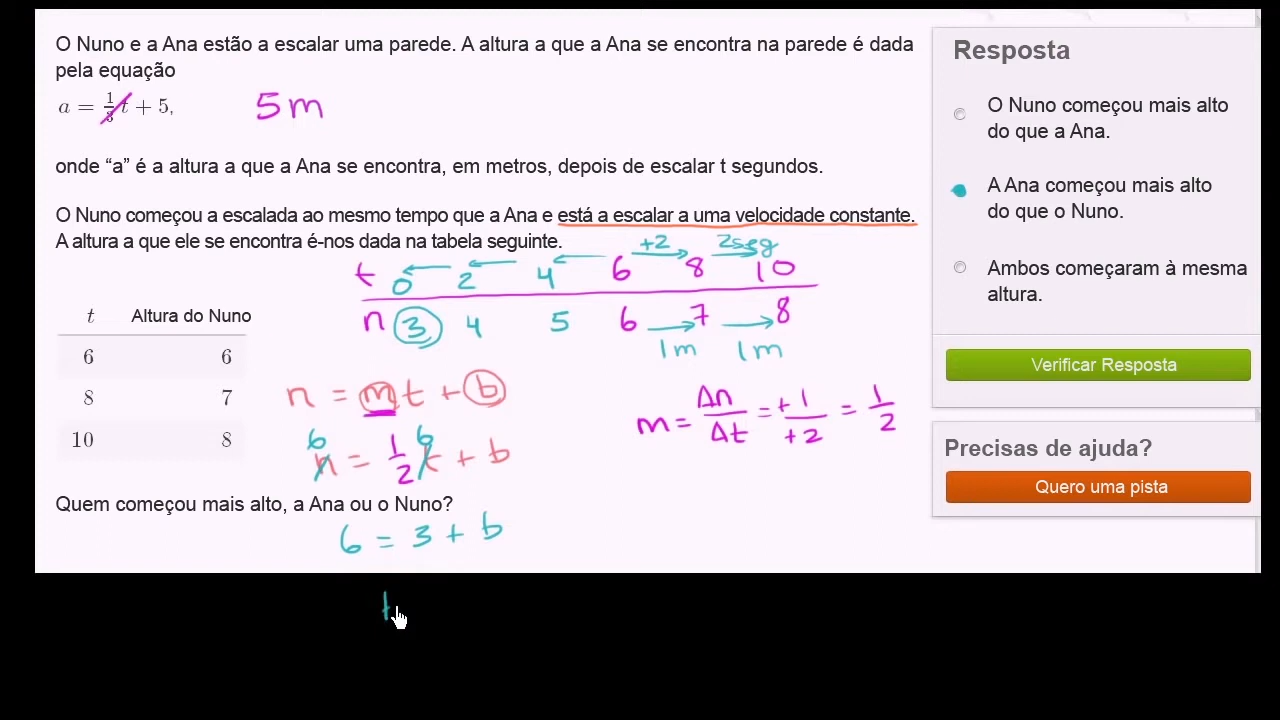 O Nuno e a Ana estão a escalar uma parede. A altura a que a Ana se encontra na parede é dada
pela equação
a = 1/3 t + 5,
5 m
onde “a” é a altura a que a Ana se encontra, em metros, depois de escalar t segundos.
O Nuno começou a escalada ao mesmo tempo que a Ana e está a escalar a uma velocidade constante.
A altura a que ele se encontra é-nos dada na tabela seguinte.
+2 2seg
t 0 2 4 6 8 10
n 3 4 5 6 7 8
1m 1m
t Altura do Nuno
6 6
8 7
10 8
n = mt + b
6 6
n = 1/2 t + b
m = Δn/Δt = +1/+2 = 1/2
Quem começou mais alto, a Ana ou o Nuno?
6 = 3 + b
Resposta
O Nuno começou mais alto
do que a Ana.
A Ana começou mais alto
do que o Nuno.
Ambos começaram à mesma
altura.
Verificar Resposta
Precisas de ajuda?
Quero uma pista